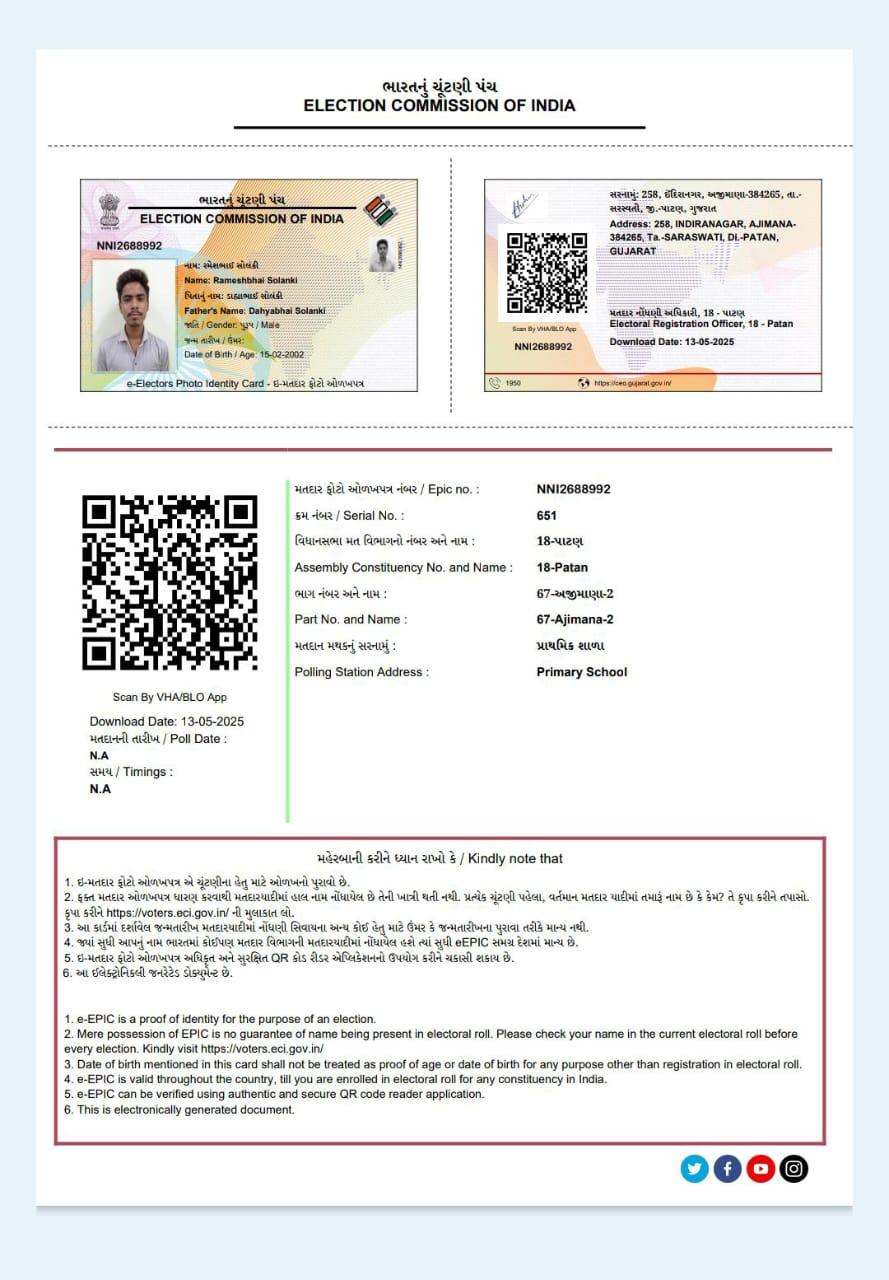 ભારતનું ચૂંટણી પંચ
ELECTION COMMISSION OF INDIA
ભારતનું ચૂંટણી પંચ
ELECTION COMMISSION OF INDIA
NNI2688992
NNI2688992
નામ: રમેશભાઈ સોલંકી
Name: Rameshbhai Solanki
પિતાનું નામ: ડાહ્યાભાઈ સોલંકી
Father's Name: Dahyabhai Solanki
જાતિ / Gender: પુરૂષ / Male
જન્મ તારીખ / ઉંમર:
Date of Birth / Age: 15-02-2002
e-Electors Photo Identity Card - ઇ-મતદાર ફોટો ઓળખપત્ર
સરનામું: 258, ઇંદિરાનગર, અજીમાણા-384265, તા.-
સરસ્વતી, જી.-પાટણ, ગુજરાત
Address: 258, INDIRANAGAR, AJIMANA-
384265, Ta.-SARASWATI, Di.-PATAN,
GUJARAT
Scan By VHA/BLO App
NNI2688992
મતદાર નોંધણી અધિકારી, 18 - પાટણ
Electoral Registration Officer, 18 - Patan
Download Date: 13-05-2025
1950
https://ceo.gujarat.gov.in/
મતદાર ફોટો ઓળખપત્ર નંબર / Epic no. : NNI2688992
ક્રમ નંબર / Serial No. : 651
વિધાનસભા મત વિભાગનો નંબર અને નામ : 18-પાટણ
Assembly Constituency No. and Name : 18-Patan
ભાગ નંબર અને નામ : 67-અજીમાણા-2
Part No. and Name : 67-Ajimana-2
મતદાન મથકનું સરનામું : પ્રાથમિક શાળા
Polling Station Address : Primary School
Scan By VHA/BLO App
Download Date: 13-05-2025
મતદાનની તારીખ / Poll Date :
N.A
સમય / Timings :
N.A
મહેરબાની કરીને ધ્યાન રાખો કે / Kindly note that
1. ઇ-મતદાર ફોટો ઓળખપત્ર એ ચૂંટણીના હેતુ માટે ઓળખનો પુરાવો છે.
2. ફક્ત મતદાર ઓળખપત્ર ધારણ કરવાથી મતદારયાદીમાં હાલ નામ નોંધાયેલ છે તેની ખાત્રી થતી નથી. પ્રત્યેક ચૂંટણી પહેલા, વર્તમાન મતદાર યાદીમાં તમારૂં નામ છે કે કેમ? તે કૃપા કરીને તપાસો.
કૃપા કરીને https://voters.eci.gov.in/ ની મુલાકાત લો.
3. આ કાર્ડમાં દર્શાવેલ જન્મતારીખ મતદારયાદીમાં નોંધણી સિવાયના અન્ય કોઈ હેતુ માટે ઉંમર કે જન્મતારીખના પુરાવા તરીકે માન્ય નથી.
4. જ્યાં સુધી આપનું નામ ભારતમાં કોઈપણ મતદાર વિભાગની મતદારયાદીમાં નોંધાયેલ હશે ત્યાં સુધી eEPIC સમગ્ર દેશમાં માન્ય છે.
5. ઇ-મતદાર ફોટો ઓળખપત્ર અધિકૃત અને સુરક્ષિત QR કોડ રીડર એપ્લિકેશનનો ઉપયોગ કરીને ચકાસી શકાય છે.
6. આ ઈલેક્ટ્રોનિકલી જનરેટેડ ડોક્યુમેન્ટ છે.
1. e-EPIC is a proof of identity for the purpose of an election.
2. Mere possession of EPIC is no guarantee of name being present in electoral roll. Please check your name in the current electoral roll before
every election. Kindly visit https://voters.eci.gov.in/
3. Date of birth mentioned in this card shall not be treated as proof of age or date of birth for any purpose other than registration in electoral roll.
4. e-EPIC is valid throughout the country, till you are enrolled in electoral roll for any constituency in India.
5. e-EPIC can be verified using authentic and secure QR code reader application.
6. This is electronically generated document.